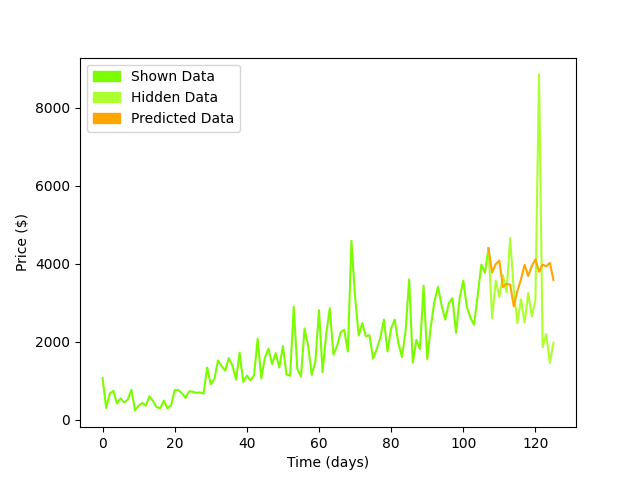 Shown Data
Hidden Data
Predicted Data
8000
6000
4000
2000
0
Price ($)
0 20 40 60 80 100 120
Time (days)